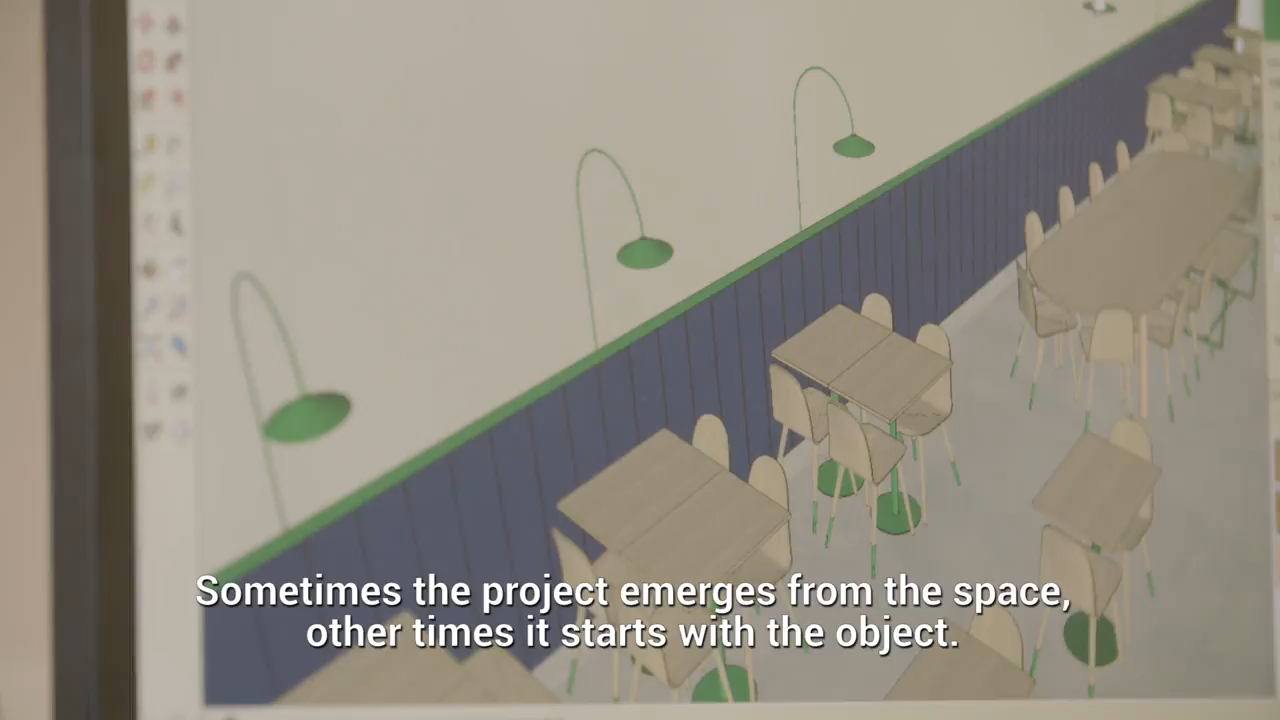 Sometimes the project emerges from the space,
other times it starts with the object.